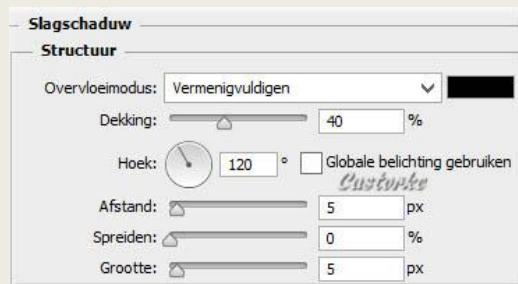 Slagschaduw
Structuur
Overvloeimodus: Vermenigvuldigen
Dekking: 40 %
Hoek: 120 ° Globale belichting gebruiken
Custorke
Afstand: 5 px
Spreiden: 0 %
Grootte: 5 px